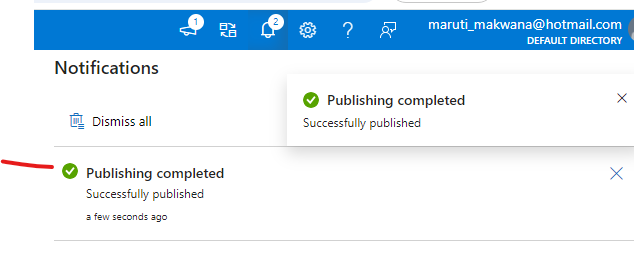 1
2
?
maruti_makwana@hotmail.com
DEFAULT DIRECTORY
Notifications
Publishing completed
Successfully published
Dismiss all
Publishing completed
Successfully published
a few seconds ago